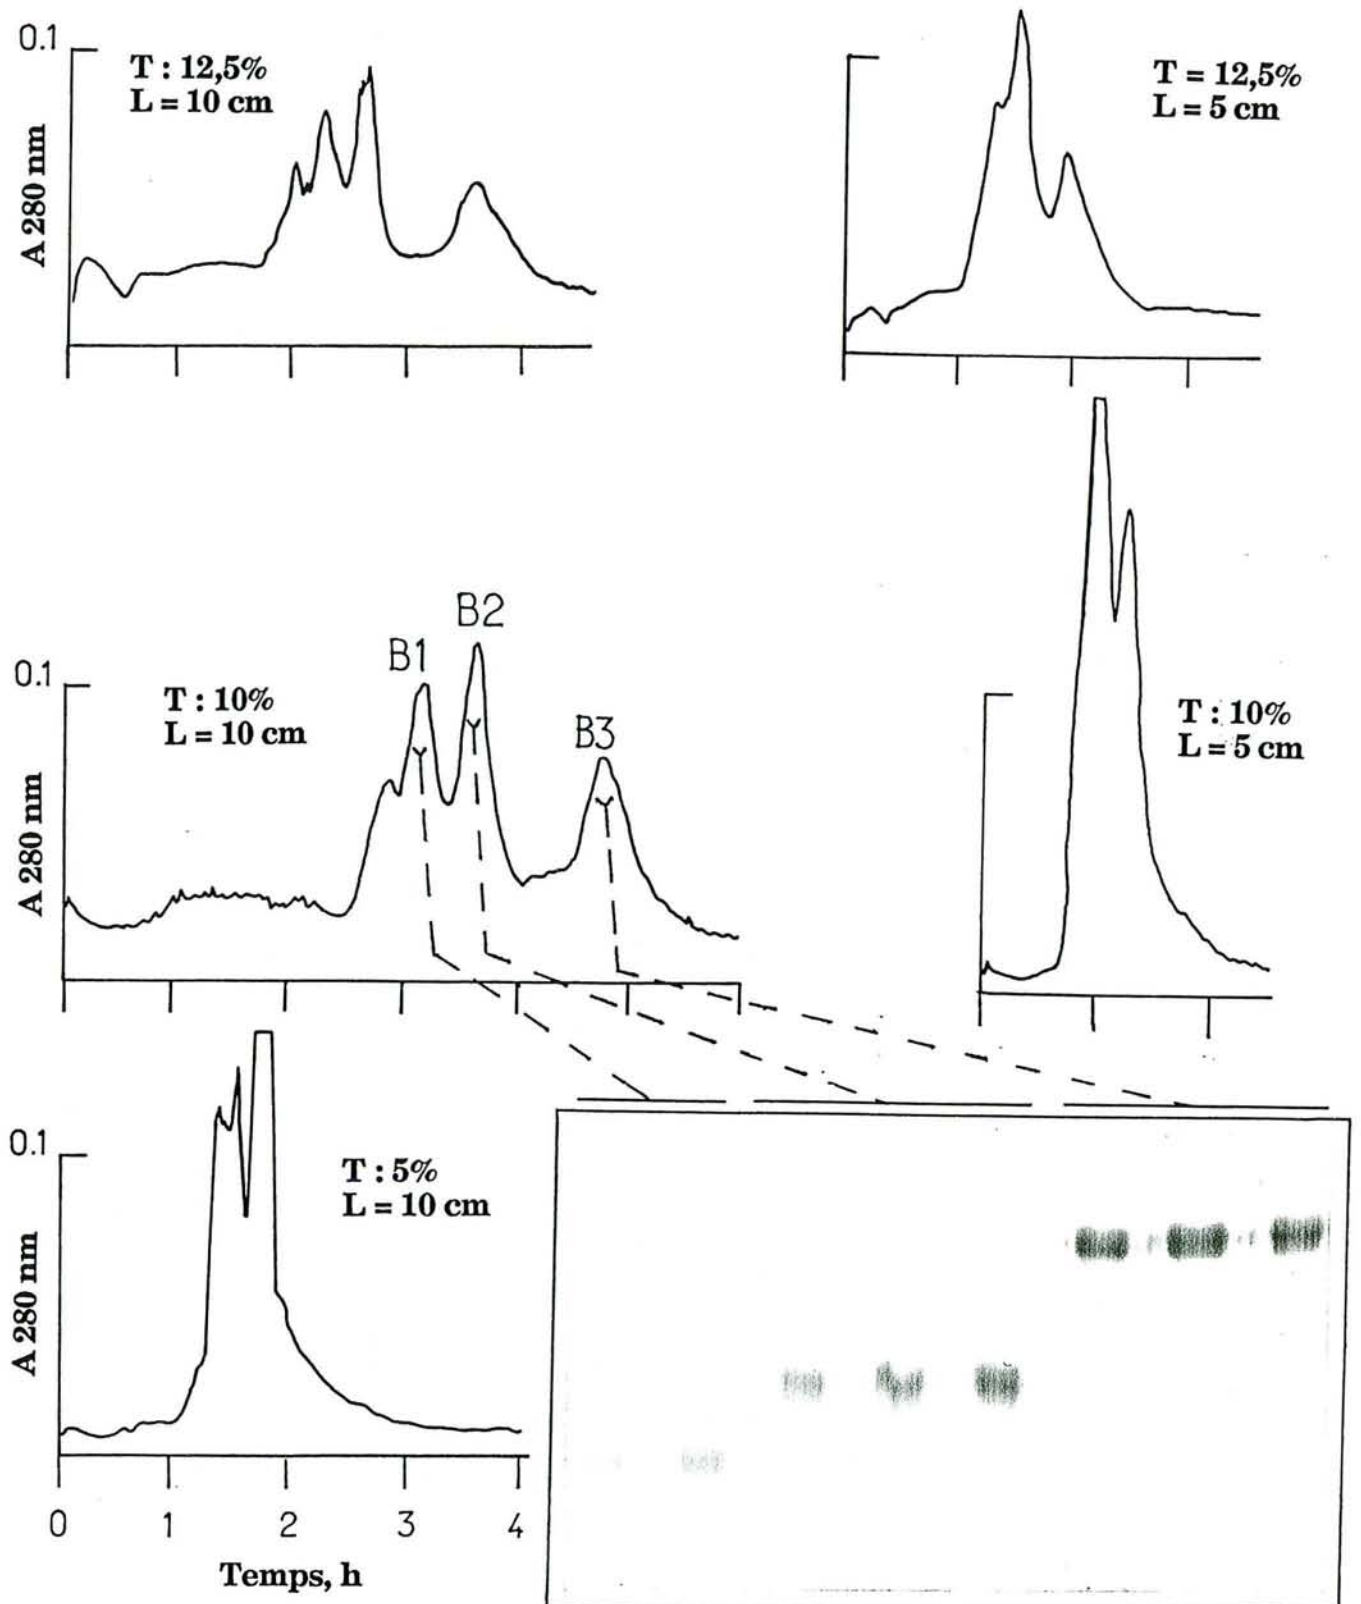 0.1
T : 12,5%
L = 10 cm
A 280 nm
T = 12,5%
L = 5 cm
0.1
T : 10%
L = 10 cm
A 280 nm
B1
B2
B3
T : 10%
L = 5 cm
0.1
T : 5%
L = 10 cm
A 280 nm
0 1 2 3 4
Temps, h